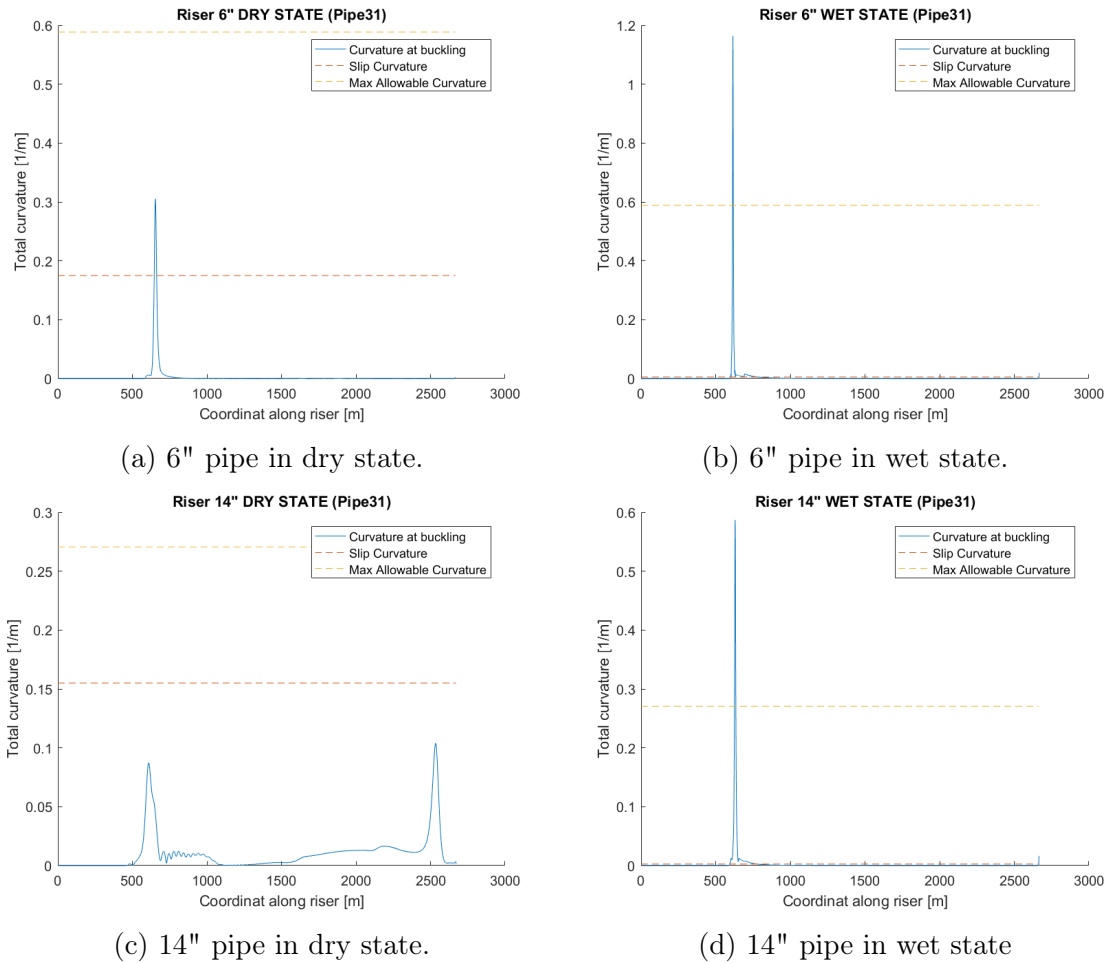 Riser 6" DRY STATE (Pipe31)
0.6
0.5
0.4
0.3
0.2
0.1
0
Total curvature [1/m]
Curvature at buckling
Slip Curvature
Max Allowable Curvature
0 500 1000 1500 2000 2500 3000
Coordinat along riser [m]
(a) 6" pipe in dry state.
Riser 6" WET STATE (Pipe31)
1.2
1
0.8
0.6
0.4
0.2
0
Total curvature [1/m]
Curvature at buckling
Slip Curvature
Max Allowable Curvature
0 500 1000 1500 2000 2500 3000
Coordinat along riser [m]
(b) 6" pipe in wet state.
Riser 14" DRY STATE (Pipe31)
0.3
0.25
0.2
0.15
0.1
0.05
0
Total curvature [1/m]
Curvature at buckling
Slip Curvature
Max Allowable Curvature
0 500 1000 1500 2000 2500 3000
Coordinat along riser [m]
(c) 14" pipe in dry state.
Riser 14" WET STATE (Pipe31)
0.6
0.5
0.4
0.3
0.2
0.1
0
Total curvature [1/m]
Curvature at buckling
Slip Curvature
Max Allowable Curvature
0 500 1000 1500 2000 2500 3000
Coordinat along riser [m]
(d) 14" pipe in wet state